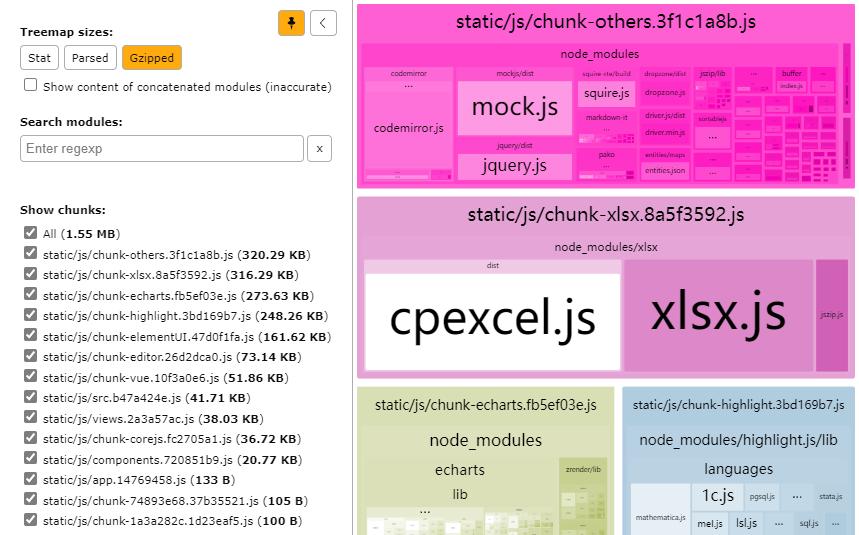 Treemap sizes:
Stat
Parsed
Gzipped
Show content of concatenated modules (inaccurate)
Search modules:
Enter regexp
x
Show chunks:
All (1.55 MB)
static/js/chunk-others.3f1c1a8b.js (320.29 KB)
static/js/chunk-xlsx.8a5f3592.js (316.29 KB)
static/js/chunk-echarts.fb5ef03e.js (273.63 KB)
static/js/chunk-highlight.3bd169b7.js (248.26 KB)
static/js/chunk-elementUI.47d0f1fa.js (161.62 KB)
static/js/chunk-editor.26d2dca0.js (73.14 KB)
static/js/chunk-vue.10f3a0e6.js (51.86 KB)
static/js/src.b47a424e.js (41.71 KB)
static/js/views.2a3a57ac.js (38.03 KB)
static/js/chunk-corejs.fc2705a1.js (36.72 KB)
static/js/components.720851b9.js (20.77 KB)
static/js/app.14769458.js (133 B)
static/js/chunk-74893e68.37b35521.js (105 B)
static/js/chunk-1a3a282c.1d23eaf5.js (100 B)
static/js/chunk-others.3f1c1a8b.js
node_modules
codemirror
...
codemirror.js
mockjs/dist
mock.js
jquery/dist
jquery.js
squire-rte/build
squire.js
markdown-it
...
pako
...
dropzone/dist
dropzone.js
driver.js/dist
driver.min.js
entities/maps
entities.json
jszip/lib
...
sortablejs
...
...
buffer
index.js
...
static/js/chunk-xlsx.8a5f3592.js
node_modules/xlsx
dist
cpexcel.js
xlsx.js
jszip.js
static/js/chunk-echarts.fb5ef03e.js
node_modules
echarts
lib
...
zrender/lib
static/js/chunk-highlight.3bd169b7.js
node_modules/highlight.js/lib
languages
mathematica.js
1c.js
pgsql.js
...
stata.js
mel.js
lsl.js
...
sql.js
...